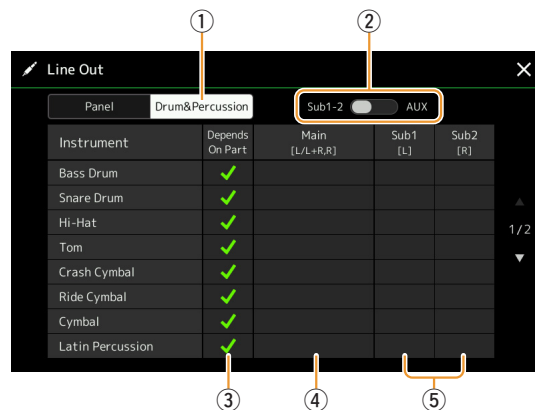 ① ②
Line Out
Panel Drum&Percussion Sub1-2 AUX
Instrument Depends On Part Main [L/L+R,R] Sub1 [L] Sub2 [R]
Bass Drum
Snare Drum
Hi-Hat
1/2
Tom
Crash Cymbal
Ride Cymbal
Cymbal
Latin Percussion
③ ④ ⑤